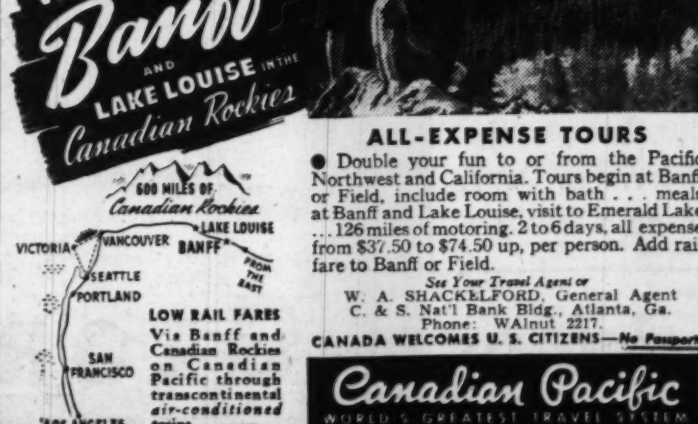 Banff
AND
LAKE LOUISE IN THE
Canadian Rockies
600 MILES OF
Canadian Rockies
LAKE LOUISE
VICTORIA
VANCOUVER
BANFF
FROM
THE
EAST
SEATTLE
PORTLAND
SAN
FRANCISCO
LOS ANGELES
LOW RAIL FARES
Via Banff and
Canadian Rockies
on Canadian
Pacific through
transcontinental
air-conditioned
ALL-EXPENSE TOURS
● Double your fun to or from the Pacific
Northwest and California. Tours begin at Banff
or Field, include room with bath . . . meals
at Banff and Lake Louise, visit to Emerald Lake
... 126 miles of motoring. 2 to 6 days, all expense
from $37.50 to $74.50 up, per person. Add rail
fare to Banff or Field.
See Your Travel Agent or
W. A. SHACKELFORD, General Agent
C. & S. Nat'l Bank Bldg., Atlanta, Ga.
Phone: WAlnut 2217.
CANADA WELCOMES U. S. CITIZENS—No Passport
Canadian Pacific
WORLD'S GREATEST TRAVEL SYSTEM